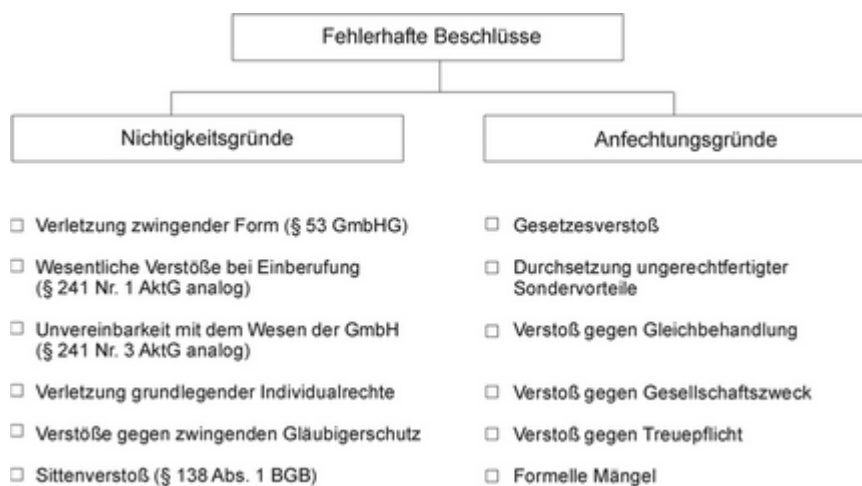 Fehlerhafte Beschlüsse
Nichtigkeitsgründe
Verletzung zwingender Form (§ 53 GmbHG)
Wesentliche Verstöße bei Einberufung
(§ 241 Nr. 1 AktG analog)
Unvereinbarkeit mit dem Wesen der GmbH
(§ 241 Nr. 3 AktG analog)
Verletzung grundlegender Individualrechte
Verstöße gegen zwingenden Gläubigerschutz
Sittenverstoß (§ 138 Abs. 1 BGB)
Anfechtungsgründe
Gesetzesverstoß
Durchsetzung ungerechtfertigter
Sondervorteile
Verstoß gegen Gleichbehandlung
Verstoß gegen Gesellschaftszweck
Verstoß gegen Treuepflicht
Formelle Mängel